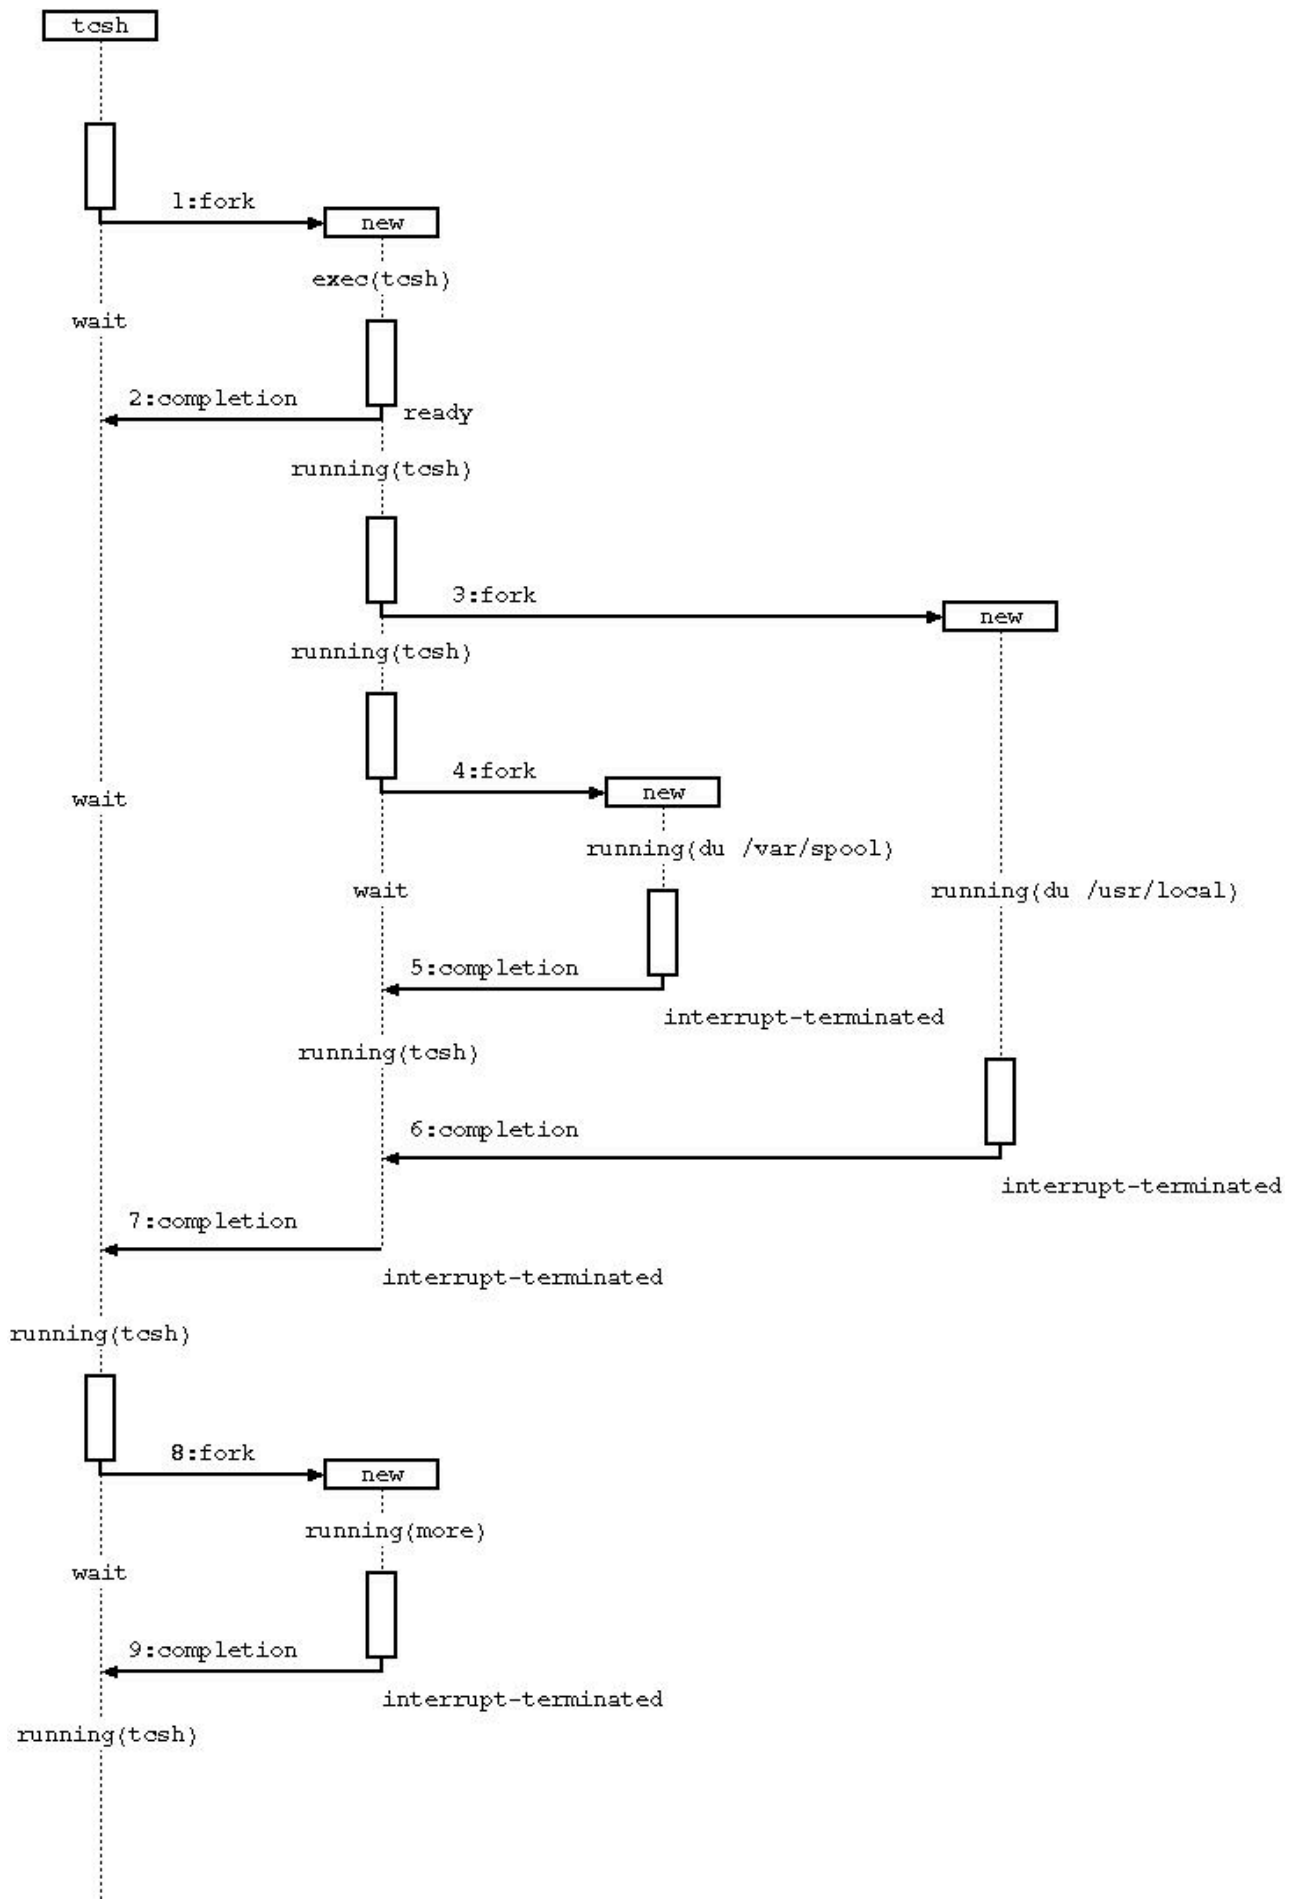 tcsh
1:fork
new
exec(tcsh)
wait
2:completion
ready
running(tcsh)
3:fork
new
running(tcsh)
4:fork
new
wait
running(du /var/spool)
wait
running(du /usr/local)
5:completion
interrupt-terminated
running(tcsh)
6:completion
interrupt-terminated
7:completion
interrupt-terminated
running(tcsh)
8:fork
new
running(more)
wait
9:completion
interrupt-terminated
running(tcsh)